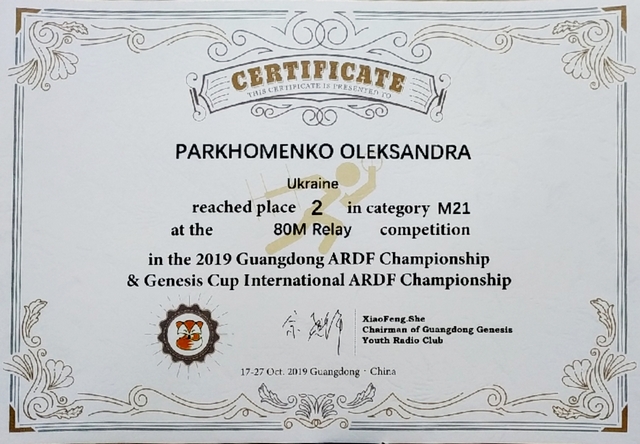 CERTIFICATE
THIS CERTIFICATE IS PRESENTED TO
PARKHOMENKO OLEKSANDRA
Ukraine
reached place 2 in category M21
at the 80M Relay competition
in the 2019 Guangdong ARDF Championship
& Genesis Cup International ARDF Championship
XiaoFeng.She
Chairman of Guangdong Genesis
Youth Radio Club
17-27 Oct. 2019 Guangdong · China